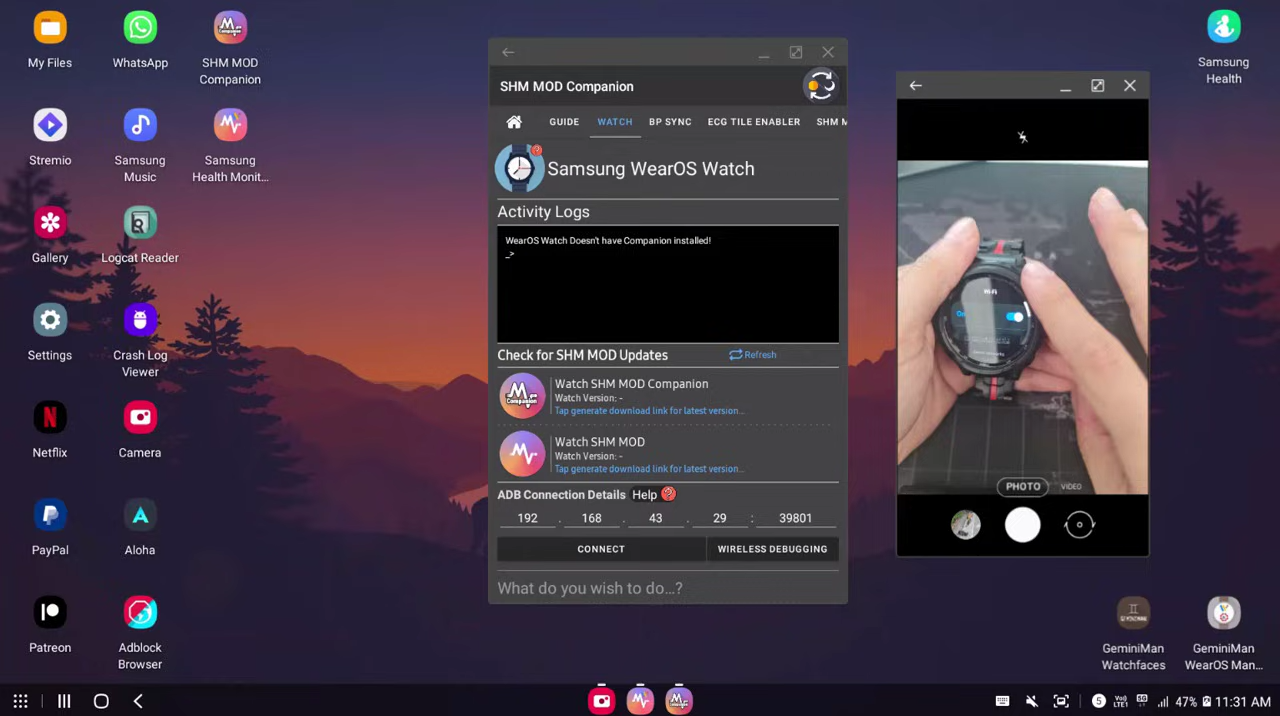 My Files
WhatsApp
SHM MOD
Companion
Stremio
Samsung
Music
Samsung
Health Monit...
Gallery
Logcat Reader
Settings
Crash Log
Viewer
Netflix
Camera
PayPal
Aloha
Patreon
Adblock
Browser
SHM MOD Companion
GUIDE
WATCH
BP SYNC
ECG TILE ENABLER
SHM M
Samsung WearOS Watch
Activity Logs
WearOS Watch Doesn't have Companion installed!
_>
Check for SHM MOD Updates
Refresh
Companion
Watch SHM MOD Companion
Watch Version: -
Tap generate download link for latest version...
Watch SHM MOD
Watch Version: -
Tap generate download link for latest version...
ADB Connection Details Help
192 . 168 . 43 . 29 : 39801
CONNECT
WIRELESS DEBUGGING
What do you wish to do...?
Wi-Fi
PHOTO
VIDEO
Samsung
Health
GeminiMan
Watchfaces
GeminiMan
WearOS Man...
5
47%
11:31 AM